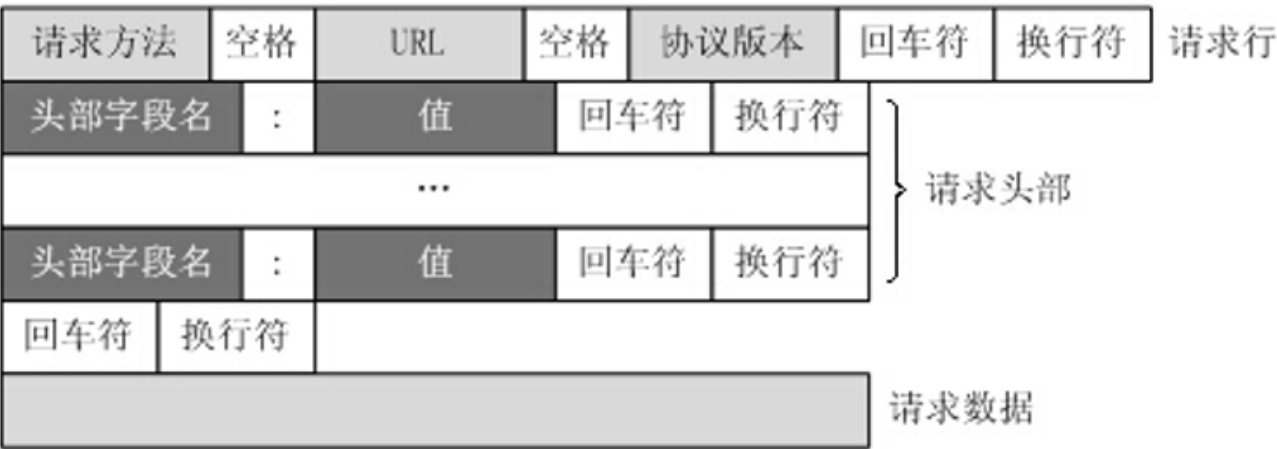 请求方法 空格 URL 空格 协议版本 回车符 换行符 请求行
头部字段名 : 值 回车符 换行符
... 请求头部
头部字段名 : 值 回车符 换行符
回车符 换行符
请求数据